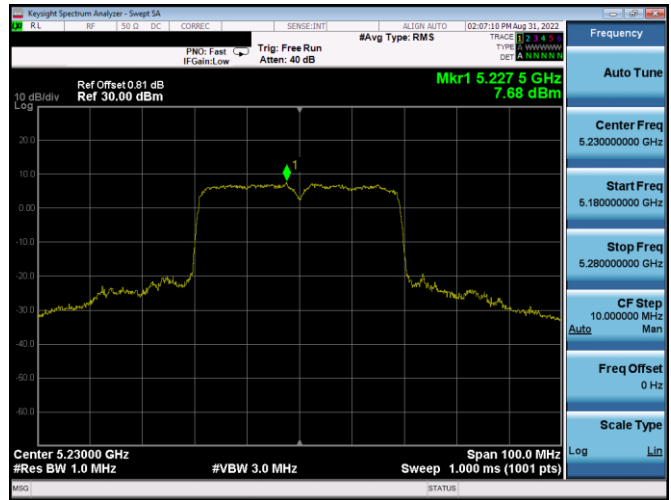 Keysight Spectrum Analyzer - Swept SA
RL RF 50 Ω DC CORREC SENSE:INT ALIGN AUTO 02:07:10 PM Aug 31, 2022
#Avg Type: RMS TRACE 1 2 3 4 5 6
PNO: Fast Trig: Free Run TYPE A WWWWW
IFGain:Low Atten: 40 dB DET A N N N N N
Mkr1 5.227 5 GHz
Ref Offset 0.81 dB
10 dB/div Ref 30.00 dBm 7.68 dBm
Log
20.0
1
10.0
0.00
-10.0
-20.0
-30.0
-40.0
-50.0
-60.0
Center 5.23000 GHz Span 100.0 MHz
#Res BW 1.0 MHz #VBW 3.0 MHz Sweep 1.000 ms (1001 pts)
MSG STATUS
Frequency
Auto Tune
Center Freq
5.230000000 GHz
Start Freq
5.180000000 GHz
Stop Freq
5.280000000 GHz
CF Step
10.000000 MHz
Auto Man
Freq Offset
0 Hz
Scale Type
Log Lin